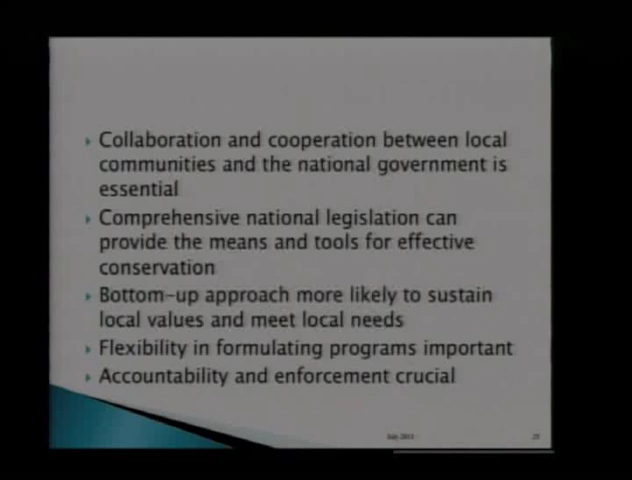 Collaboration and cooperation between local
communities and the national government is
essential
Comprehensive national legislation can
provide the means and tools for effective
conservation
Bottom-up approach more likely to sustain
local values and meet local needs
Flexibility in formulating programs important
Accountability and enforcement crucial
July